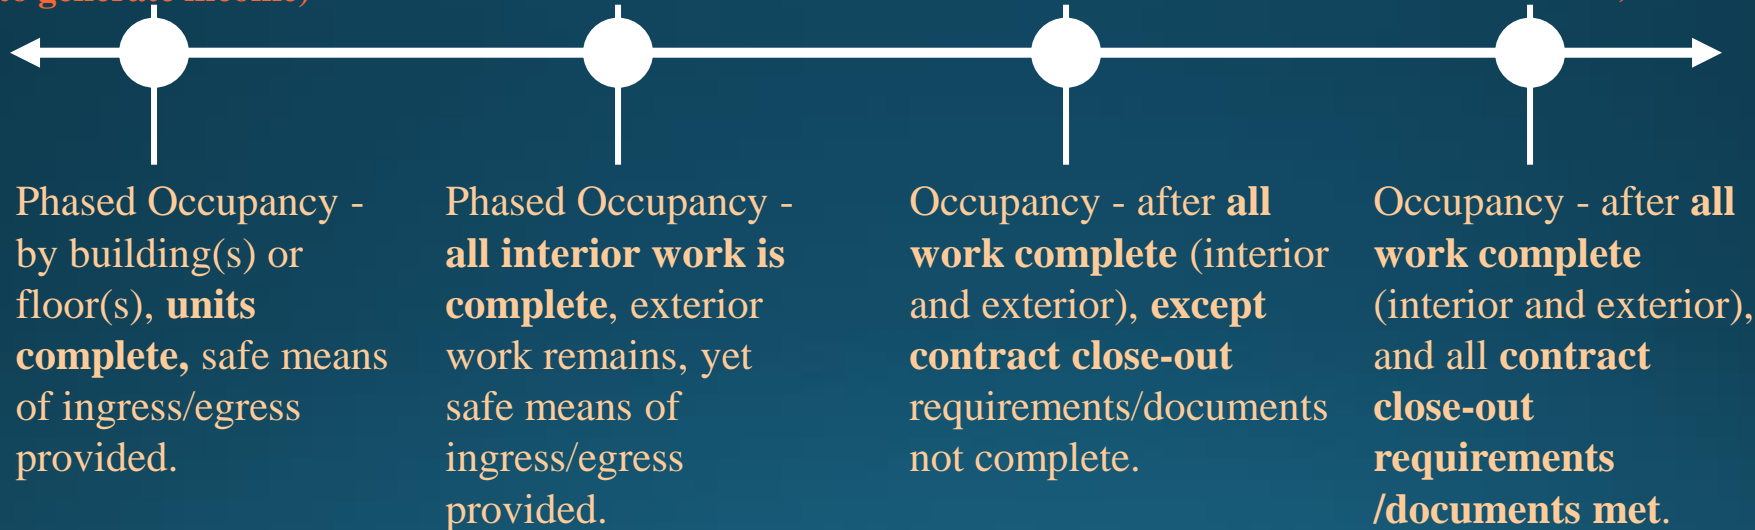 to generate income)
Phased Occupancy -
by building(s) or
floor(s), units
complete, safe means
of ingress/egress
provided.
Phased Occupancy -
all interior work is
complete, exterior
work remains, yet
safe means of
ingress/egress
provided.
Occupancy - after all
work complete (interior
and exterior), except
contract close-out
requirements/documents
not complete.
Occupancy - after all
work complete
(interior and exterior),
and all contract
close-out
requirements
/documents met.